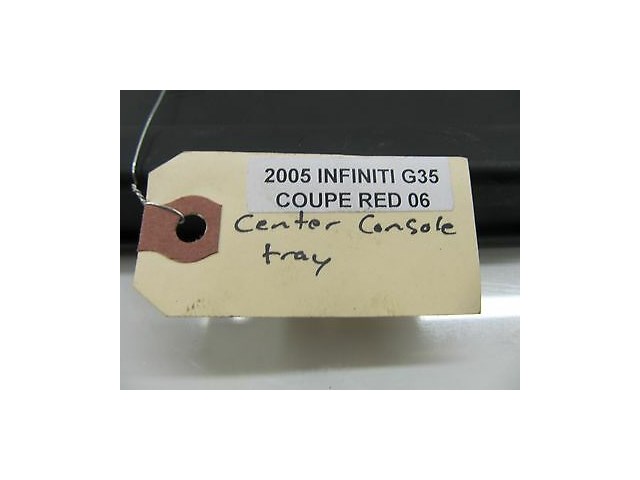 2005 INFINITI G35
COUPE RED 06
Center Console
tray